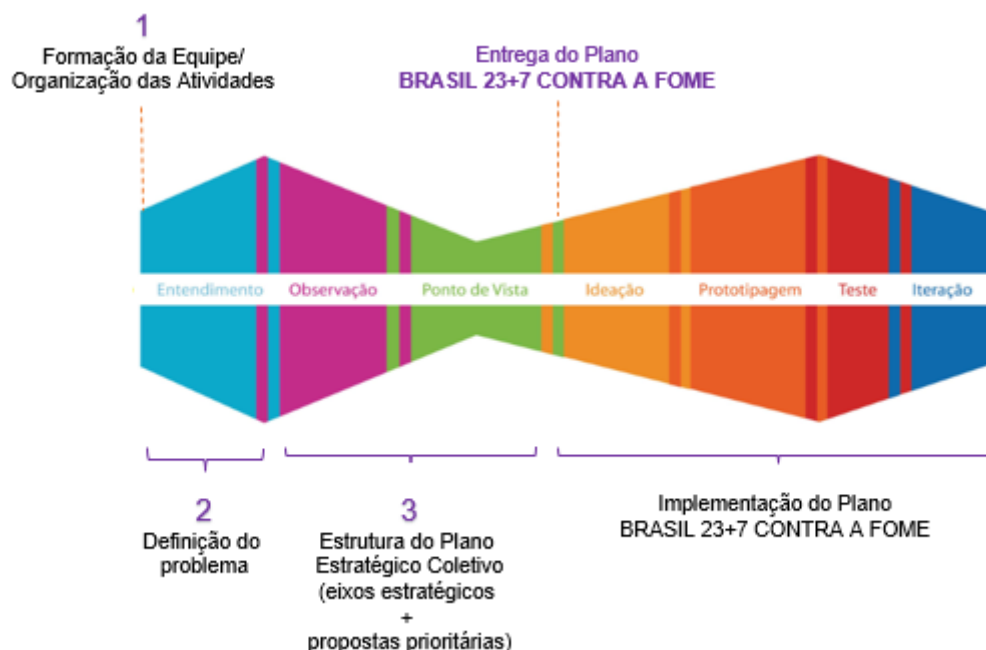 1
Formação da Equipe/
Organização das Atividades
Entrega do Plano
BRASIL 23+7 CONTRA A FOME
Entendimento
Observação
Ponto de Vista
Ideação
Prototipagem
Teste
Iteração
2
Definição do
problema
3
Estrutura do Plano
Estratégico Coletivo
(eixos estratégicos
+
propostas prioritárias)
Implementação do Plano
BRASIL 23+7 CONTRA A FOME